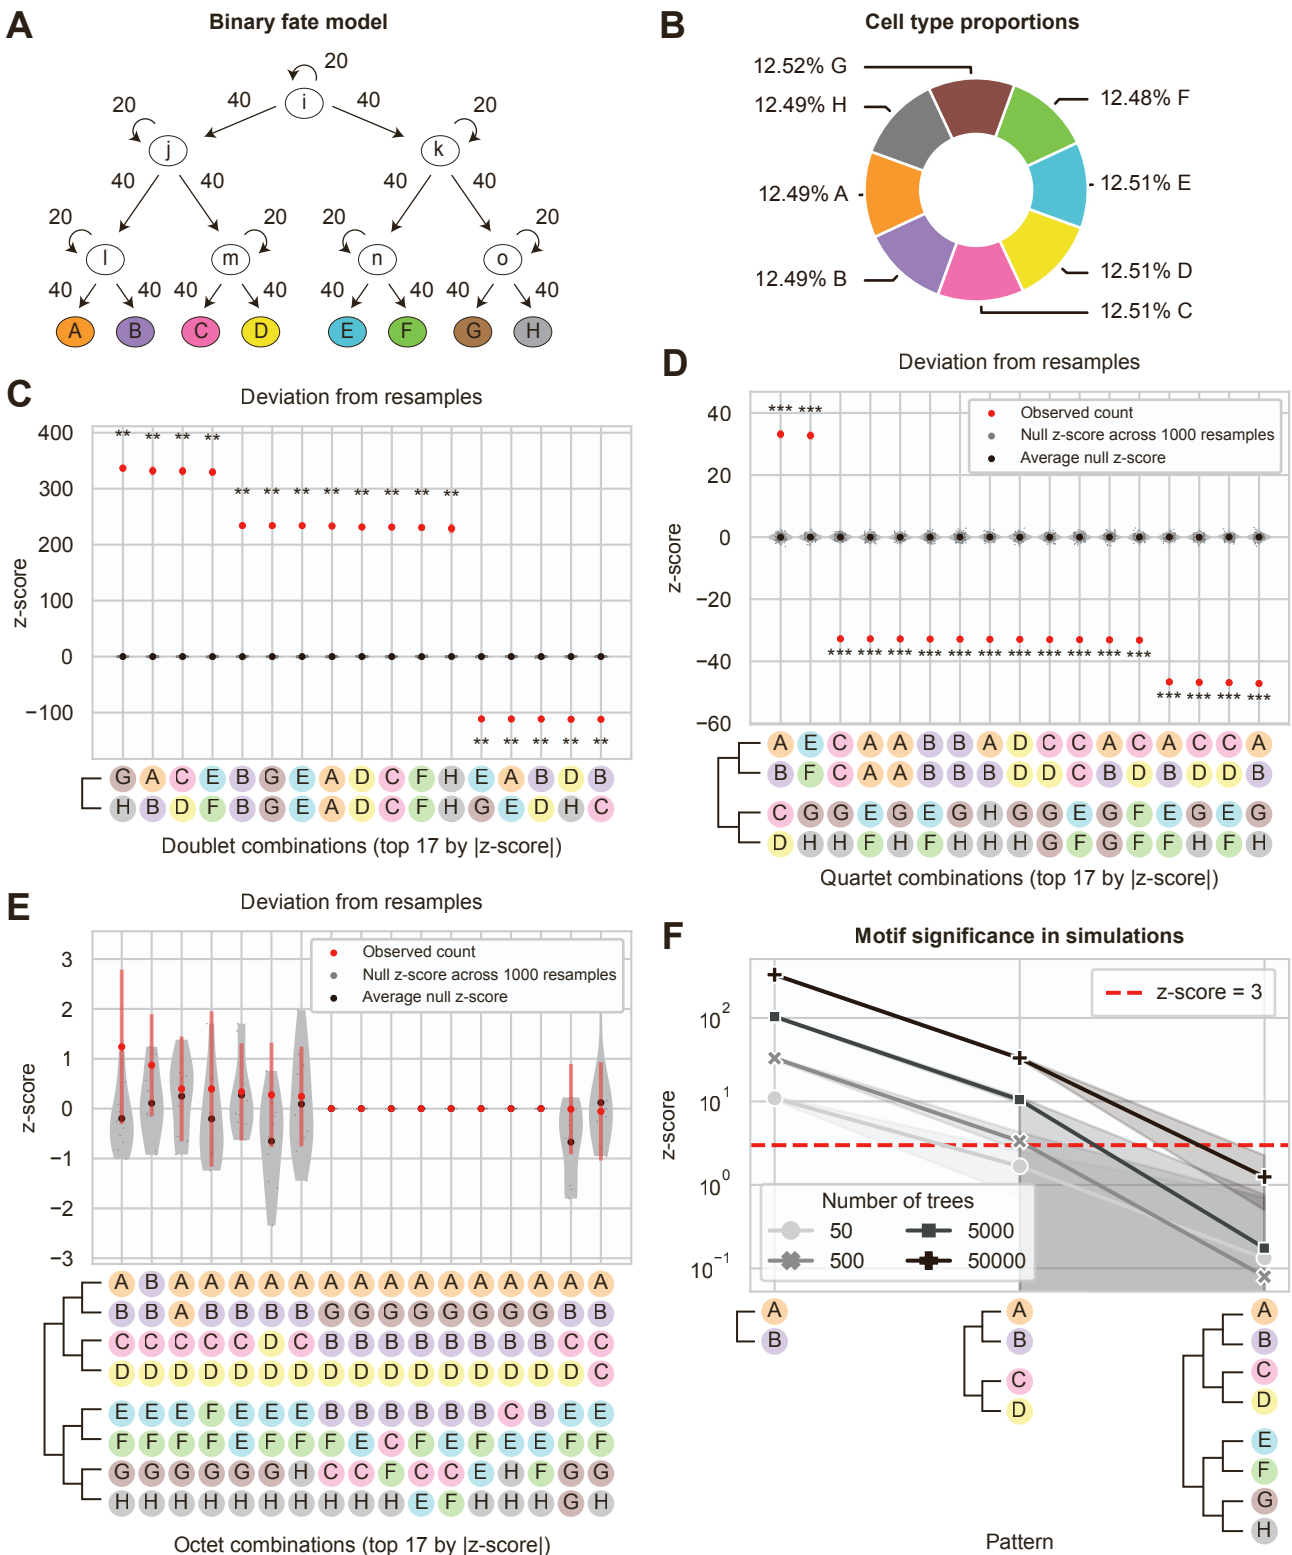 A
Binary fate model
20
i
40
40
20
20
j
k
40
40
40
40
20
20
20
20
l
m
n
o
40
40
40
40
40
40
40
40
A
B
C
D
E
F
G
H
B
Cell type proportions
12.52% G
12.49% H
12.48% F
12.49% A
12.51% E
12.49% B
12.51% D
12.51% C
C
Deviation from resamples
400
300
200
100
0
−100
z-score
** ** ** ** ** ** ** ** ** ** ** **
** ** ** ** **
G A C E B G E A D C F H E A B D B
H B D F B G E A D C F H G E D H C
Doublet combinations (top 17 by |z-score|)
D
Deviation from resamples
40
20
0
−20
−40
−60
z-score
*** ***
Observed count
Null z-score across 1000 resamples
Average null z-score
*** *** *** *** *** *** *** *** *** *** ***
*** *** *** ***
A E C A A B B A D C C A C A C C A
B F C A A B B B D D C B D B D D B
C G G E G E G H G G E G F E G E G
D H H F H F H H H G F G F F H F H
Quartet combinations (top 17 by |z-score|)
E
Deviation from resamples
3
2
1
0
−1
−2
−3
z-score
Observed count
Null z-score across 1000 resamples
Average null z-score
A B A A A A A A A A A A A A A A A
B B A B B B B G G G G G G G G B B
C C C C C D C B B B B B B B B C C
D D D D D D D D D D D D D D D D C
E E E F E E E B B B B B B C B E E
F F F F E F F F E C F E F E E F F
G G G G G G H C C F C C E H F G G
H H H H H H H H H H E F H H H G H
Octet combinations (top 17 by |z-score|)
F
Motif significance in simulations
10²
10¹
10⁰
10⁻¹
z-score
z-score = 3
Number of trees
50
5000
500
50000
A
B
A
B
C
D
A
B
C
D
E
F
G
H
Pattern